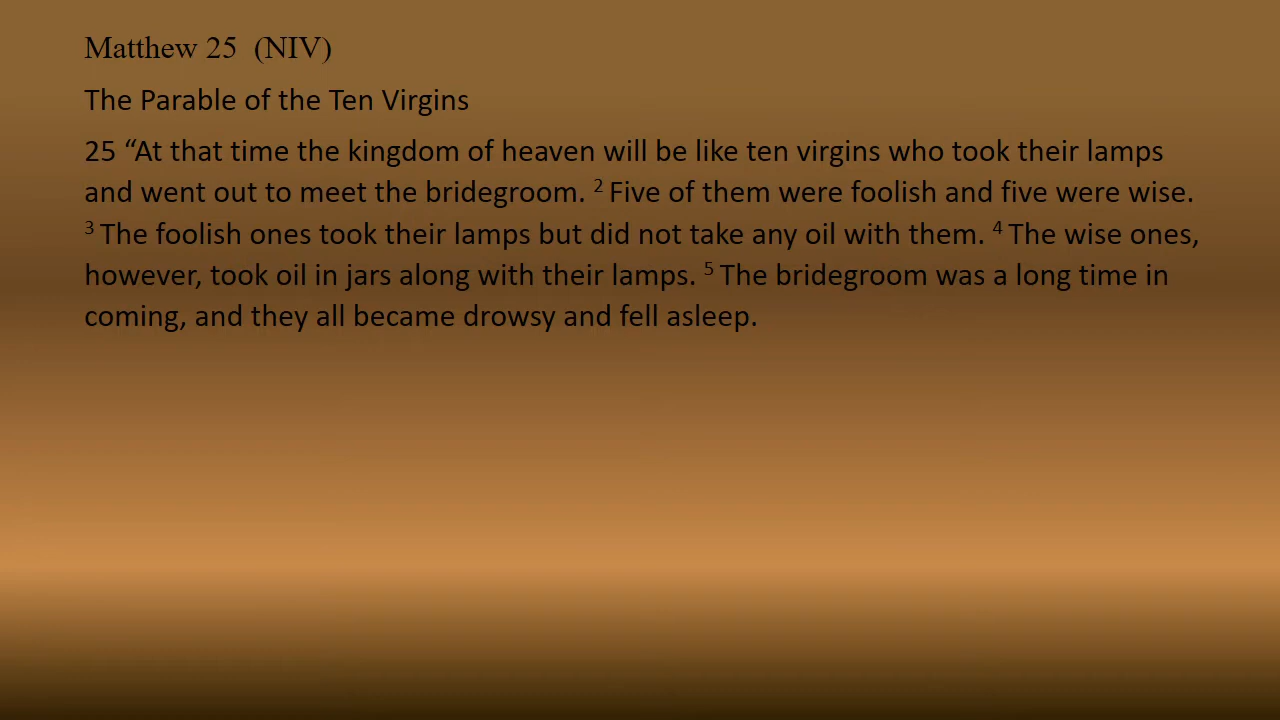 Matthew 25  (NIV)
The Parable of the Ten Virgins
25 “At that time the kingdom of heaven will be like ten virgins who took their lamps
and went out to meet the bridegroom. ² Five of them were foolish and five were wise.
³ The foolish ones took their lamps but did not take any oil with them. ⁴ The wise ones,
however, took oil in jars along with their lamps. ⁵ The bridegroom was a long time in
coming, and they all became drowsy and fell asleep.